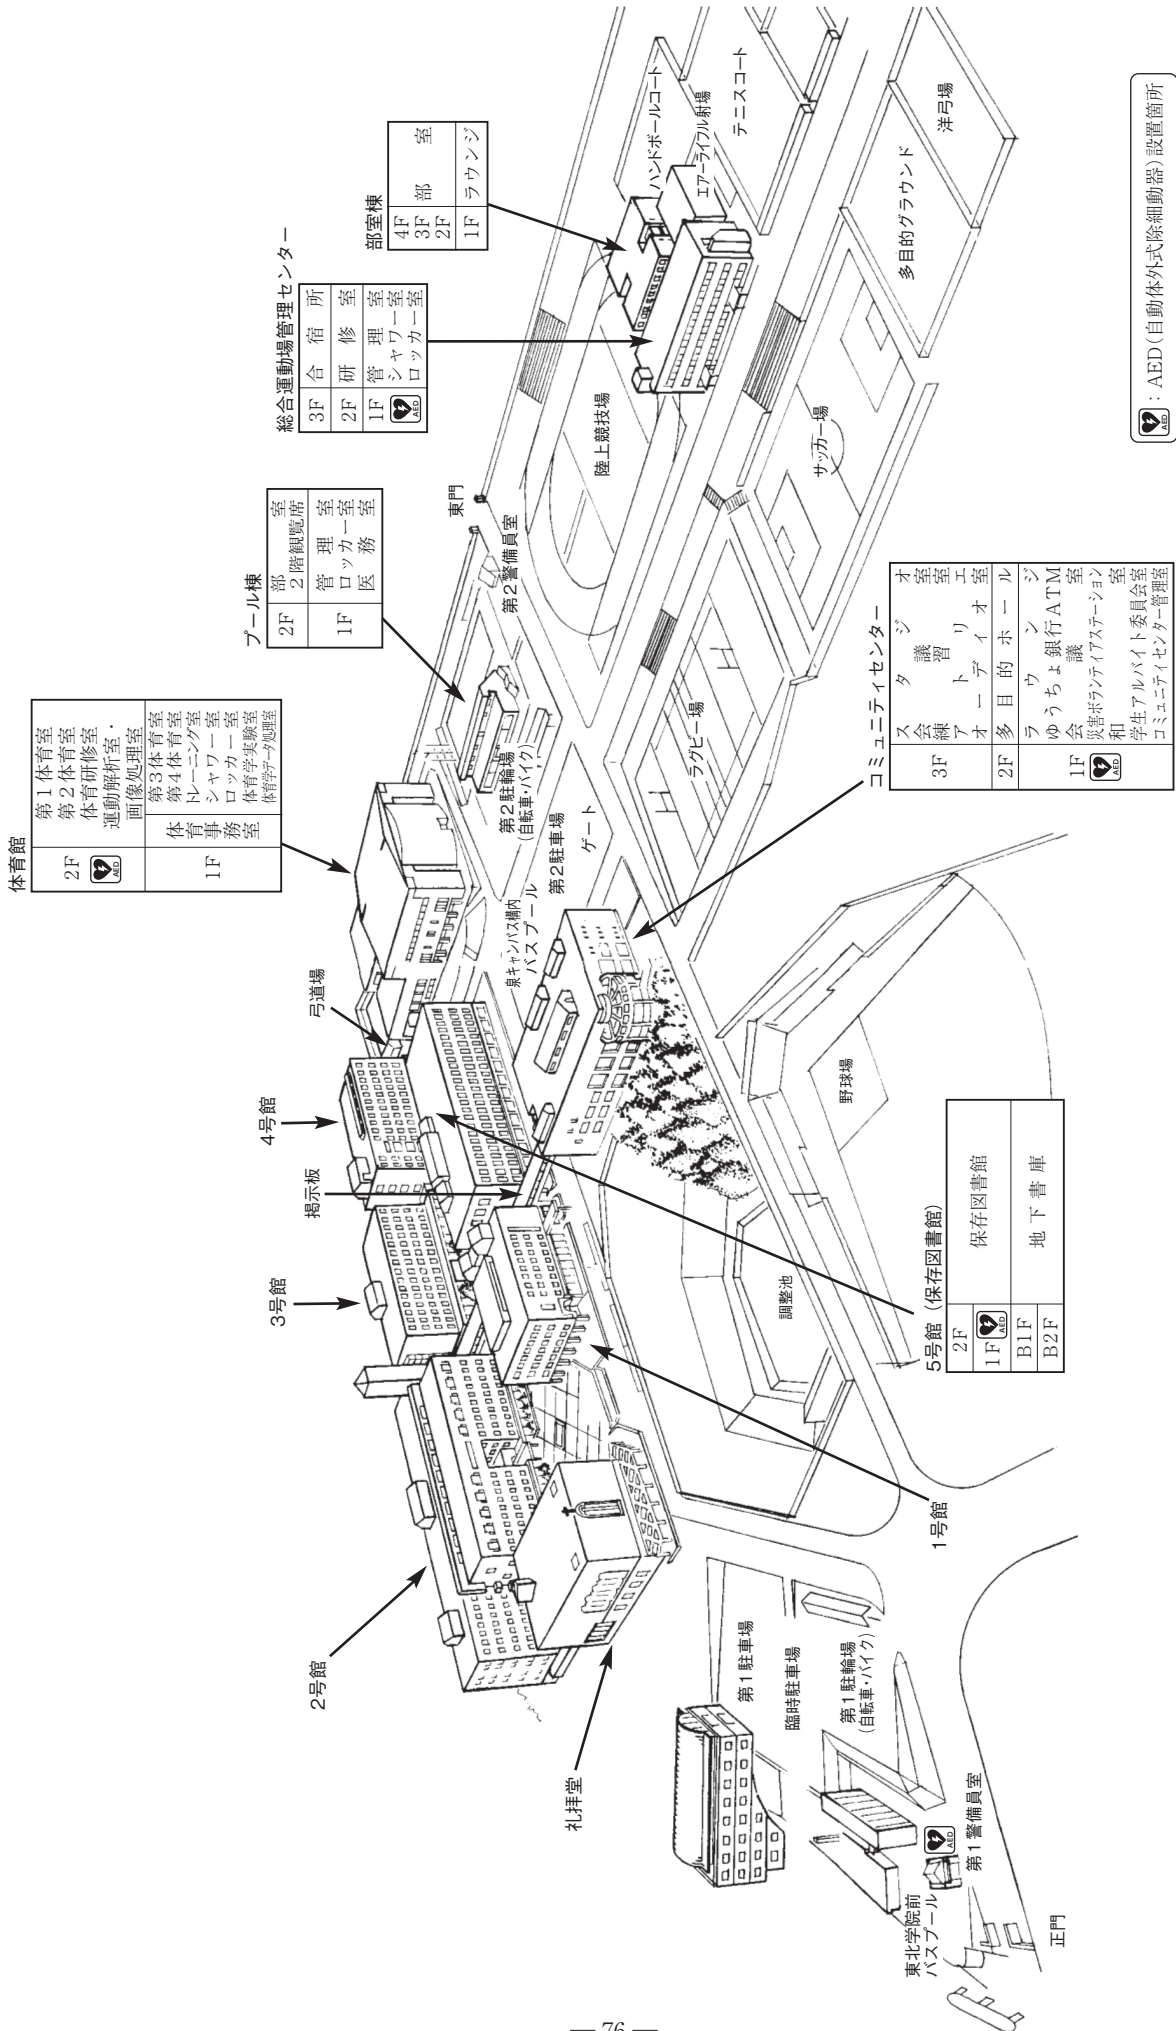 体育館
2F
第1体育室
第2体育室
体育研修室
運動解析室・
画像処理室
1F
体育事務室
第3体育室
第4体育室
トレーニング室
シャワー室
ロッカー室
体育学実験室
体育学データ処理室
プール棟
2F
部室
2階観覧席
1F
管理室
ロッカー室
医務室
総合運動場管理センター
3F 合宿所
2F 研修室
1F
AED
管理室
シャワー室
ロッカー室
部室棟
4F
3F
2F
部室
1F ラウンジ
2号館
3号館
掲示板
4号館
弓道場
礼拝堂
泉キャンパス構内
バスプール
第2駐車場
第2駐輪場
(自転車・バイク)
ゲート
第2警備員室
東門
陸上競技場
ハンドボールコート
エアーライフル射場
テニスコート
ラグビー場
サッカー場
多目的グラウンド
洋弓場
コミュニティセンター
3F
スタジオ
会議室
練習室
アトリエ
オーディオ室
2F 多目的ホール
1F
AED
ラウンジ
ゆうちょ銀行ATM
会議室
災害ボランティアステーション
和室
学生アルバイト委員会室
コミュニティセンター管理室
野球場
調整池
5号館 (保存図書館)
2F
1F
AED
保存図書館
B1F
B2F
地下書庫
1号館
第1駐車場
臨時駐車場
第1駐輪場
(自転車・バイク)
AED
第1警備員室
東北学院前
バスプール
正門
AED
:AED(自動体外式除細動器)設置箇所
AED
— 76 —